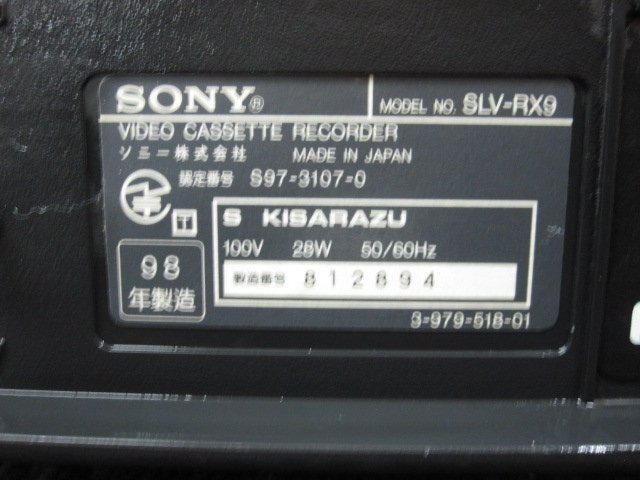 SONY® MODEL NO. SLV-RX9
VIDEO CASSETTE RECORDER
ソニー株式会社 MADE IN JAPAN
認定番号 S97-3107-0
T
S KISARAZU
100V 28W 50/60Hz
製造番号 812894
98
年製造
3-979-518-01